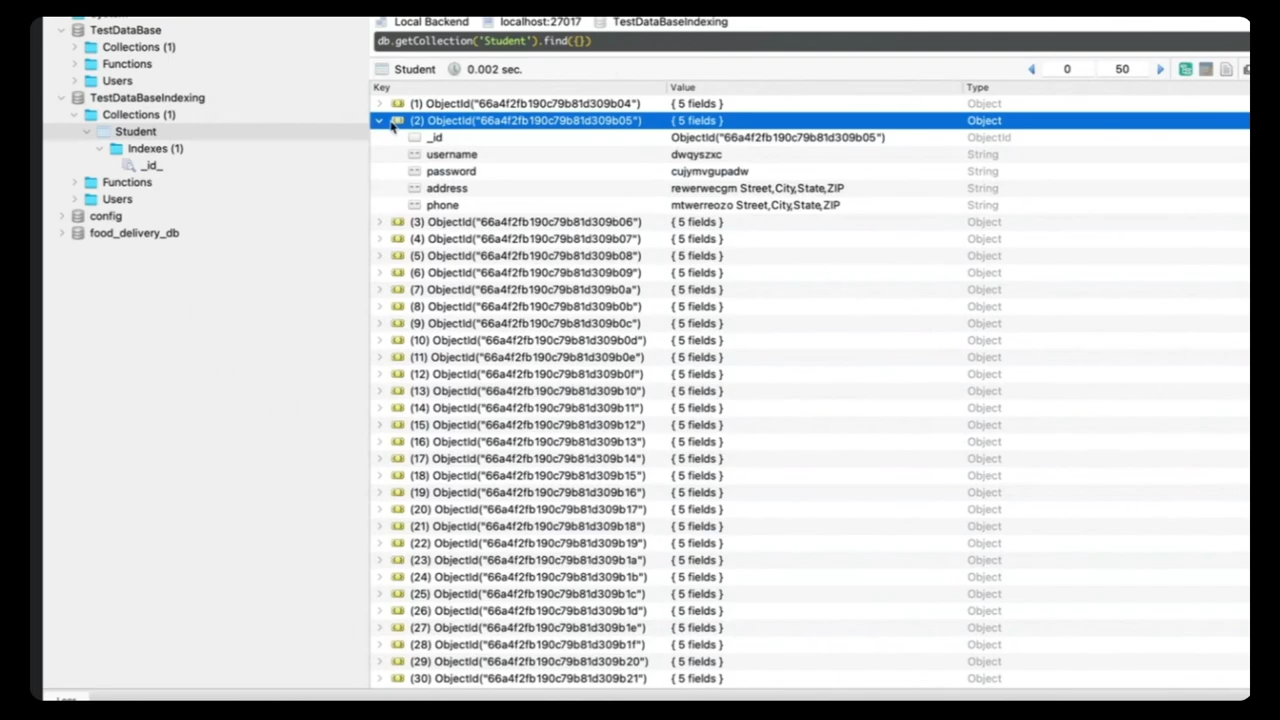 TestDataBase
Collections (1)
Functions
Users
TestDataBaseIndexing
Collections (1)
Student
Indexes (1)
_id_
Functions
Users
config
food_delivery_db
Local Backend localhost:27017 TestDataBaseIndexing
db.getCollection('Student').find({})
Student 0.002 sec. 0 50
Key Value Type
(1) ObjectId("66a4f2fb190c79b81d309b04") { 5 fields } Object
(2) ObjectId("66a4f2fb190c79b81d309b05") { 5 fields } Object
_id ObjectId("66a4f2fb190c79b81d309b05") ObjectId
username dwqyszxc String
password cujymvgupadw String
address rewerwecgm Street,City,State,ZIP String
phone mtwerreozo Street,City,State,ZIP String
(3) ObjectId("66a4f2fb190c79b81d309b06") { 5 fields } Object
(4) ObjectId("66a4f2fb190c79b81d309b07") { 5 fields } Object
(5) ObjectId("66a4f2fb190c79b81d309b08") { 5 fields } Object
(6) ObjectId("66a4f2fb190c79b81d309b09") { 5 fields } Object
(7) ObjectId("66a4f2fb190c79b81d309b0a") { 5 fields } Object
(8) ObjectId("66a4f2fb190c79b81d309b0b") { 5 fields } Object
(9) ObjectId("66a4f2fb190c79b81d309b0c") { 5 fields } Object
(10) ObjectId("66a4f2fb190c79b81d309b0d") { 5 fields } Object
(11) ObjectId("66a4f2fb190c79b81d309b0e") { 5 fields } Object
(12) ObjectId("66a4f2fb190c79b81d309b0f") { 5 fields } Object
(13) ObjectId("66a4f2fb190c79b81d309b10") { 5 fields } Object
(14) ObjectId("66a4f2fb190c79b81d309b11") { 5 fields } Object
(15) ObjectId("66a4f2fb190c79b81d309b12") { 5 fields } Object
(16) ObjectId("66a4f2fb190c79b81d309b13") { 5 fields } Object
(17) ObjectId("66a4f2fb190c79b81d309b14") { 5 fields } Object
(18) ObjectId("66a4f2fb190c79b81d309b15") { 5 fields } Object
(19) ObjectId("66a4f2fb190c79b81d309b16") { 5 fields } Object
(20) ObjectId("66a4f2fb190c79b81d309b17") { 5 fields } Object
(21) ObjectId("66a4f2fb190c79b81d309b18") { 5 fields } Object
(22) ObjectId("66a4f2fb190c79b81d309b19") { 5 fields } Object
(23) ObjectId("66a4f2fb190c79b81d309b1a") { 5 fields } Object
(24) ObjectId("66a4f2fb190c79b81d309b1b") { 5 fields } Object
(25) ObjectId("66a4f2fb190c79b81d309b1c") { 5 fields } Object
(26) ObjectId("66a4f2fb190c79b81d309b1d") { 5 fields } Object
(27) ObjectId("66a4f2fb190c79b81d309b1e") { 5 fields } Object
(28) ObjectId("66a4f2fb190c79b81d309b1f") { 5 fields } Object
(29) ObjectId("66a4f2fb190c79b81d309b20") { 5 fields } Object
(30) ObjectId("66a4f2fb190c79b81d309b21") { 5 fields } Object